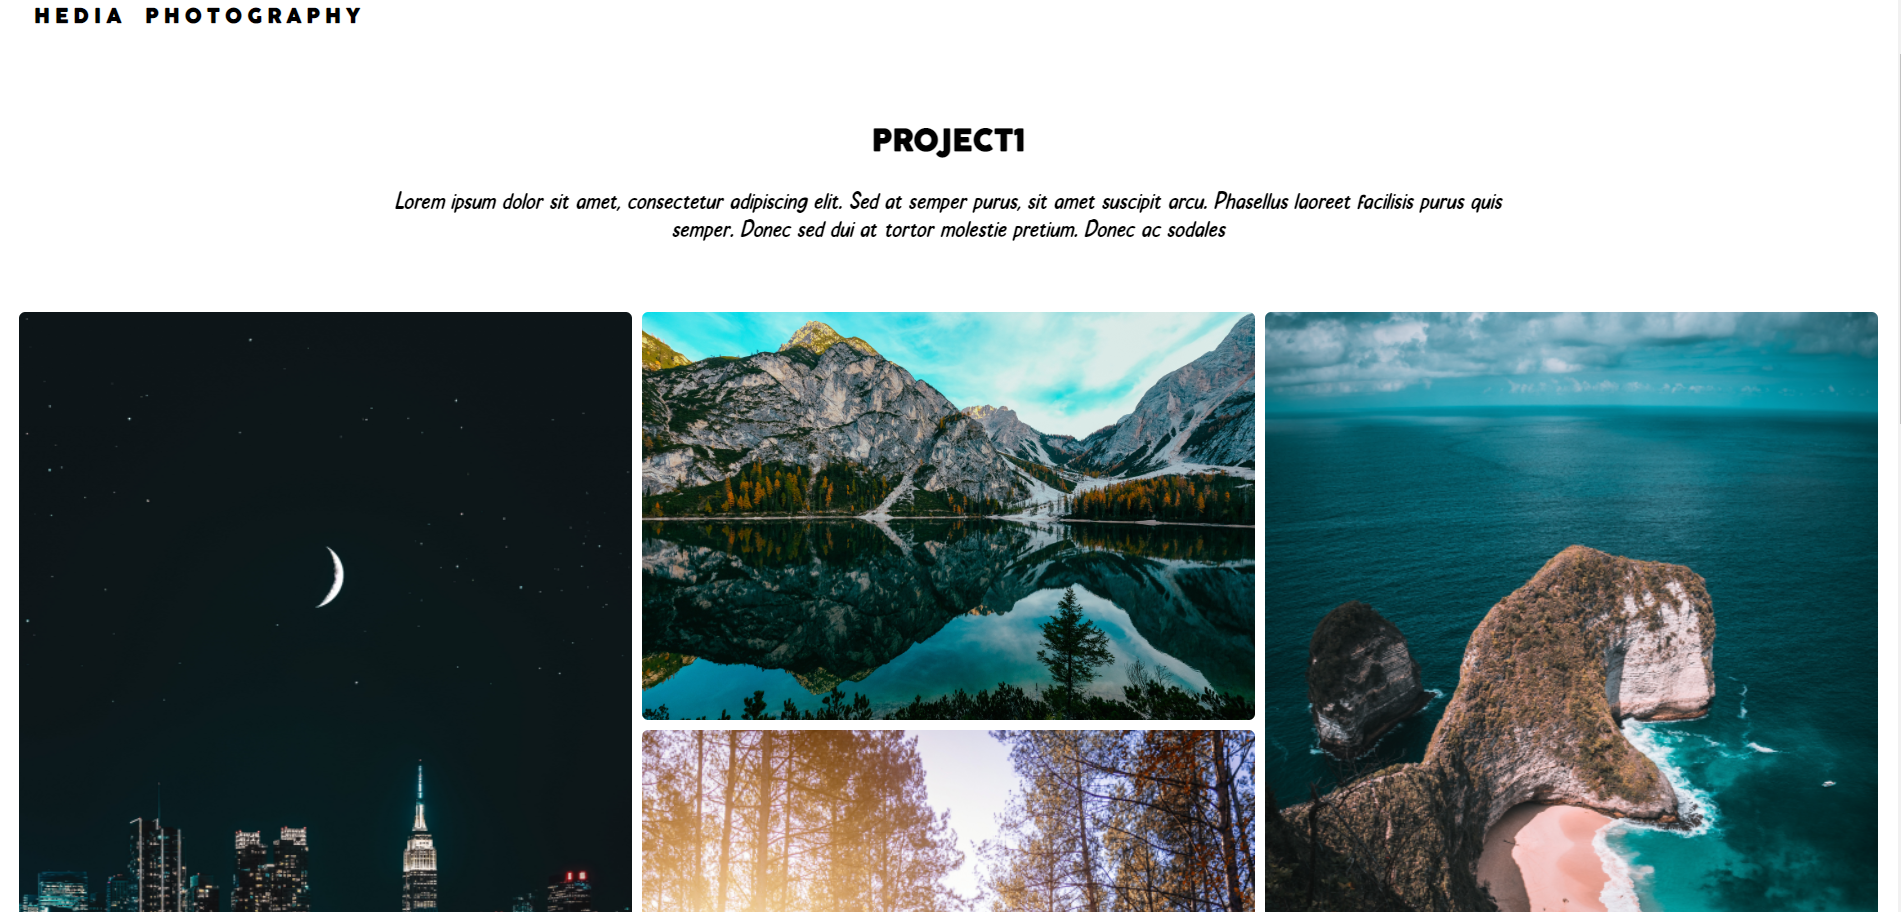 HEDIA PHOTOGRAPHY
PROJECT1
Lorem ipsum dolor sit amet, consectetur adipiscing elit. Sed at semper purus, sit amet suscipit arcu. Phasellus laoreet facilisis purus quis
semper. Donec sed dui at tortor molestie pretium. Donec ac sodales